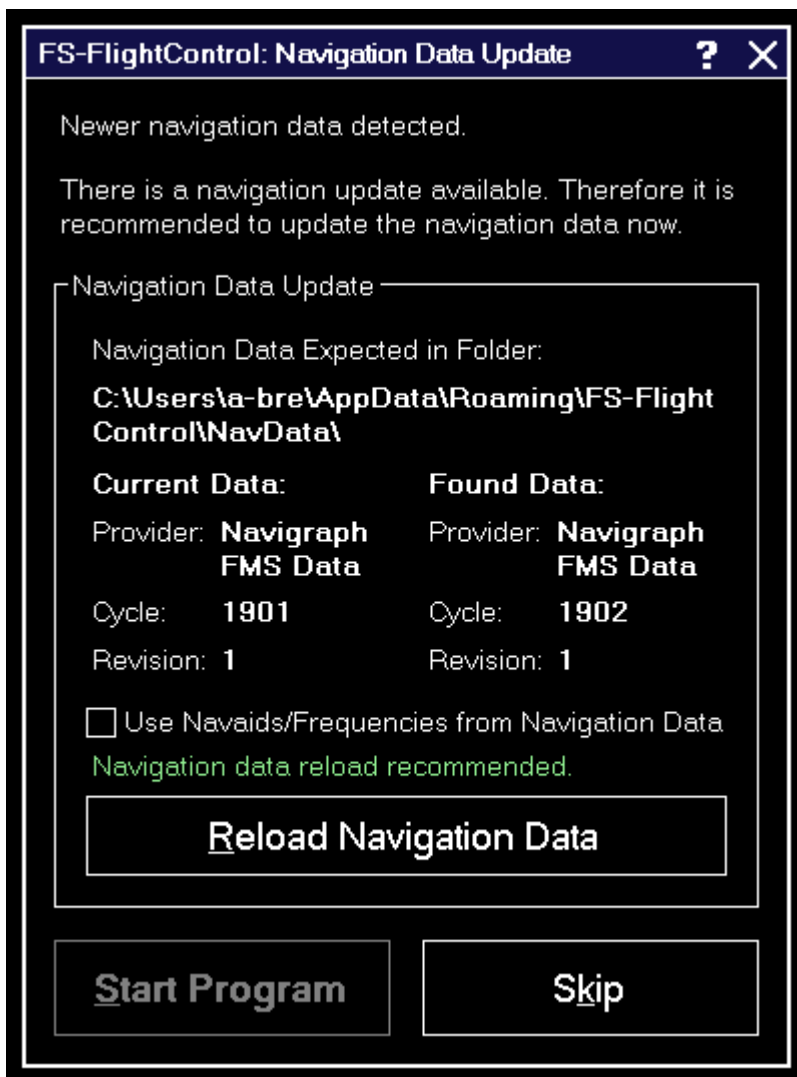 FS-FlightControl: Navigation Data Update ? X
Newer navigation data detected.
There is a navigation update available. Therefore it is
recommended to update the navigation data now.
Navigation Data Update
Navigation Data Expected in Folder:
C:\Users\a-bre\AppData\Roaming\FS-Flight
Control\NavData\
Current Data: Found Data:
Provider: Navigraph Provider: Navigraph
FMS Data FMS Data
Cycle: 1901 Cycle: 1902
Revision: 1 Revision: 1
Use Navaids/Frequencies from Navigation Data
Navigation data reload recommended.
Reload Navigation Data
Start Program Skip